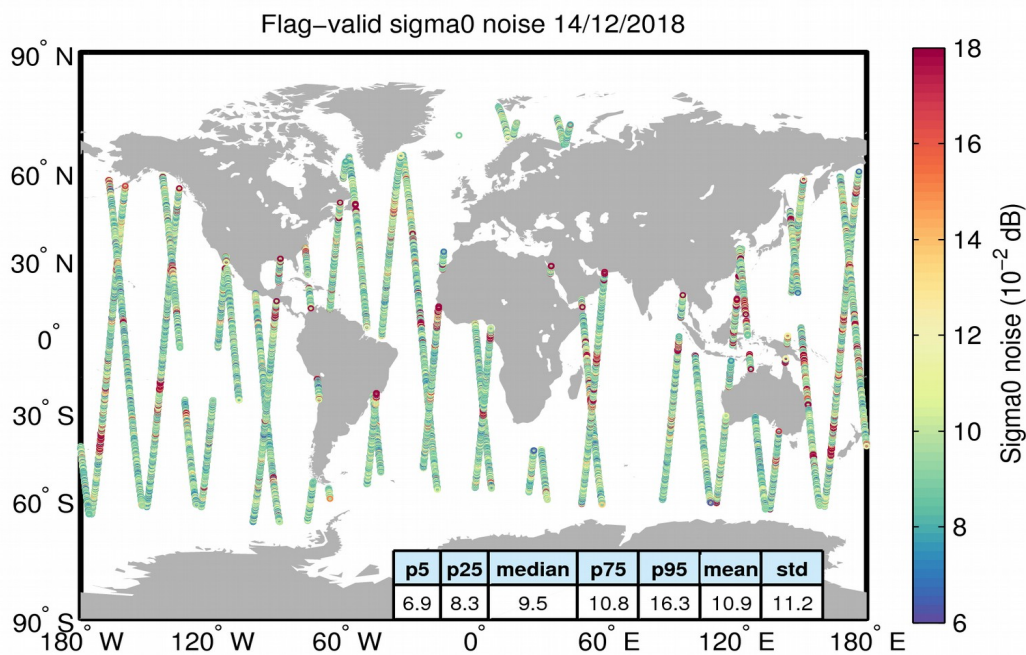 Flag−valid sigma0 noise 14/12/2018
90° N
60° N
30° N
0°
30° S
60° S
90° S
180° W
120° W
60° W
0°
60° E
120° E
180° E
p5 p25 median p75 p95 mean std
6.9 8.3 9.5 10.8 16.3 10.9 11.2
18
16
14
12
10
8
6
Sigma0 noise (10⁻² dB)